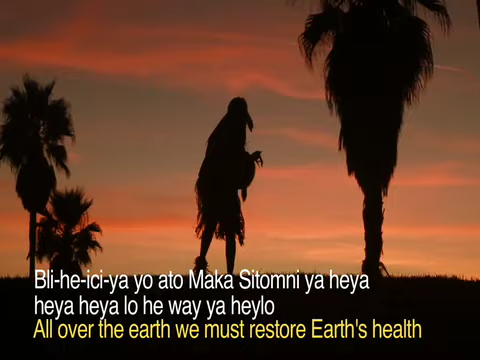 Bli-he-ici-ya yo ato Maka Sitomni ya heya
heya heya lo he way ya heylo
All over the earth we must restore Earth's health